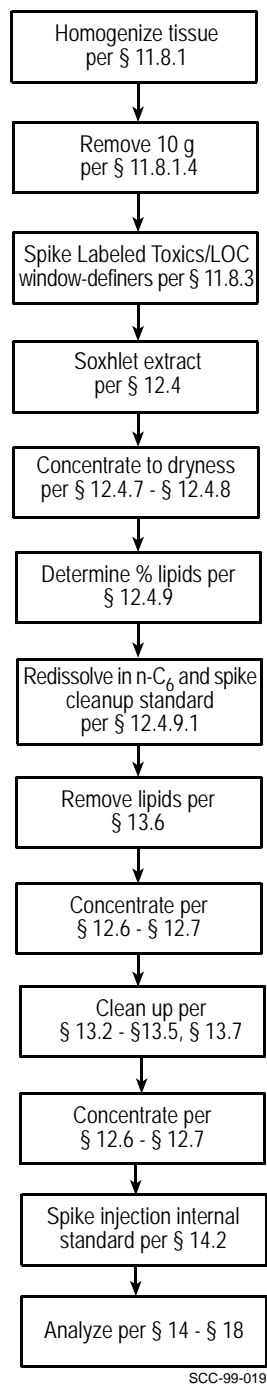 Homogenize tissue
per § 11.8.1
Remove 10 g
per § 11.8.1.4
Spike Labeled Toxics/LOC
window-definers per § 11.8.3
Soxhlet extract
per § 12.4
Concentrate to dryness
per § 12.4.7 - § 12.4.8
Determine % lipids per
§ 12.4.9
Redissolve in n-C₆ and spike
cleanup standard
per § 12.4.9.1
Remove lipids per
§ 13.6
Concentrate per
§ 12.6 - § 12.7
Clean up per
§ 13.2 - §13.5, § 13.7
Concentrate per
§ 12.6 - § 12.7
Spike injection internal
standard per § 14.2
Analyze per § 14 - § 18
SCC-99-019